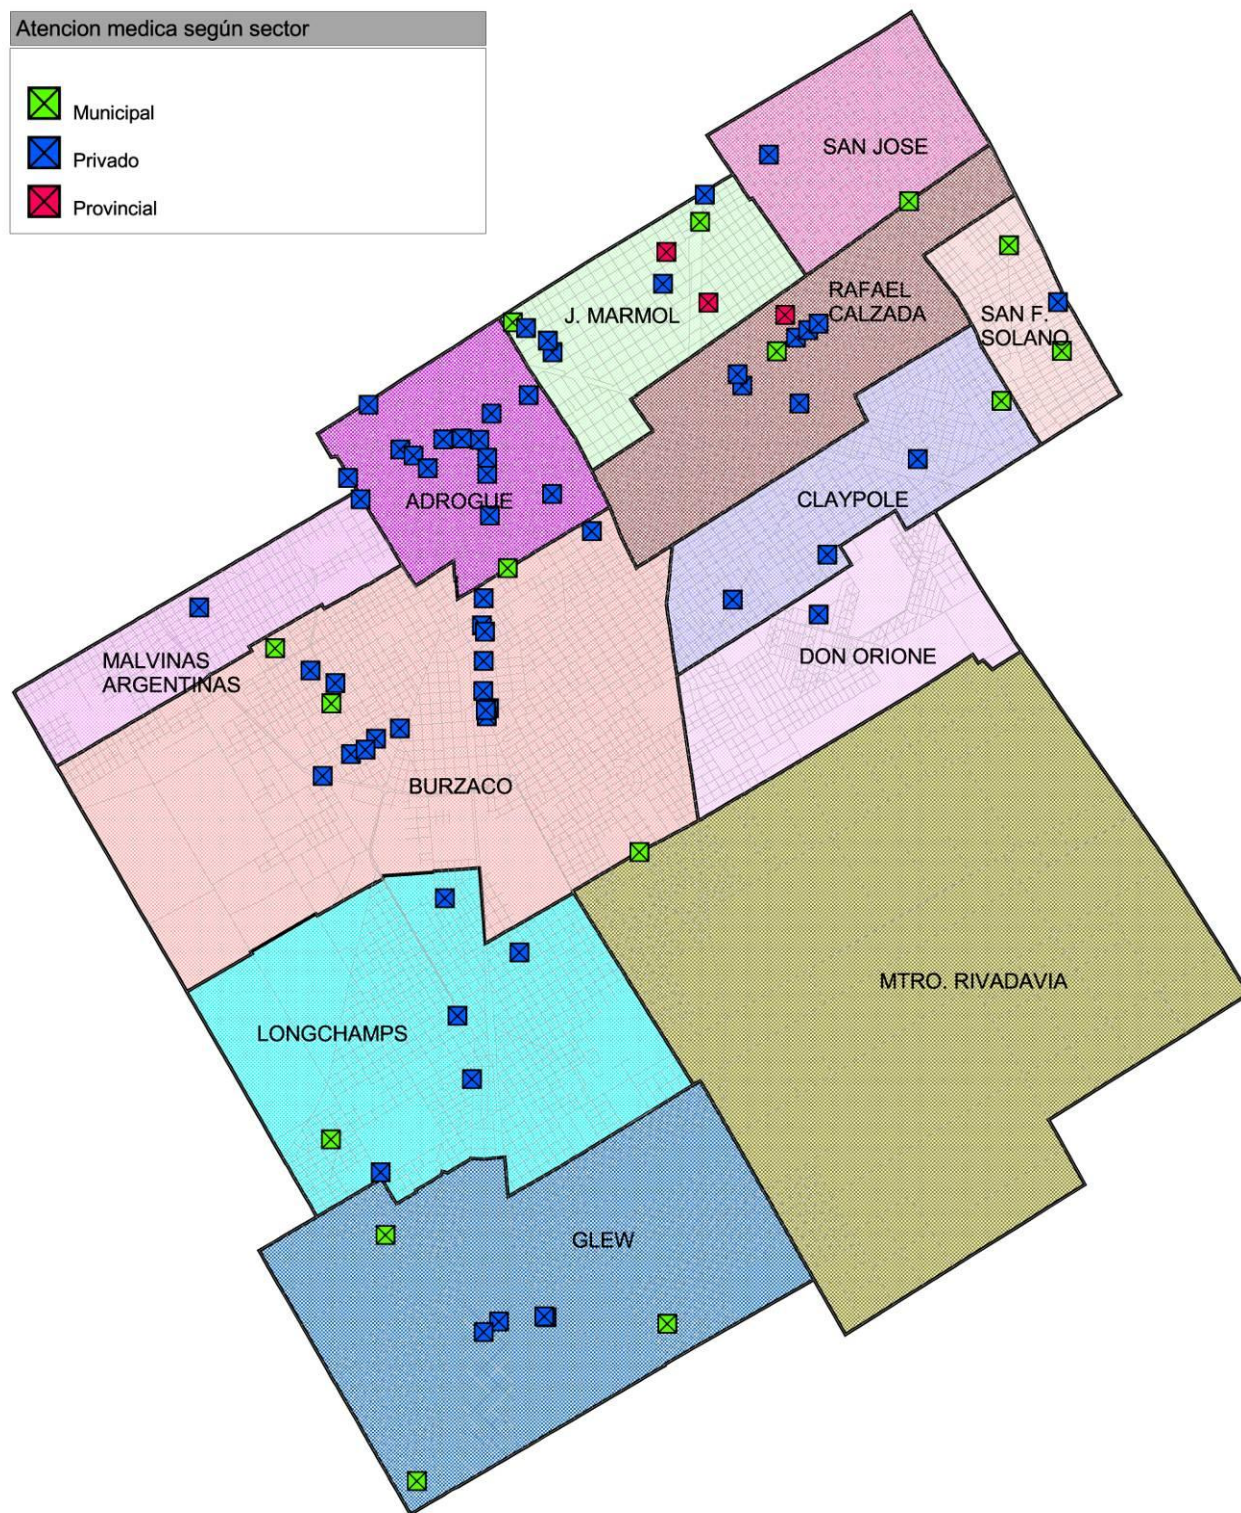 Atencion medica según sector
Municipal
Privado
Provincial
SAN JOSE
RAFAEL
CALZADA
J. MARMOL
SAN F.
SOLANO
ADROGUE
CLAYPOLE
DON ORIONE
MALVINAS
ARGENTINAS
BURZACO
MTRO. RIVADAVIA
LONGCHAMPS
GLEW